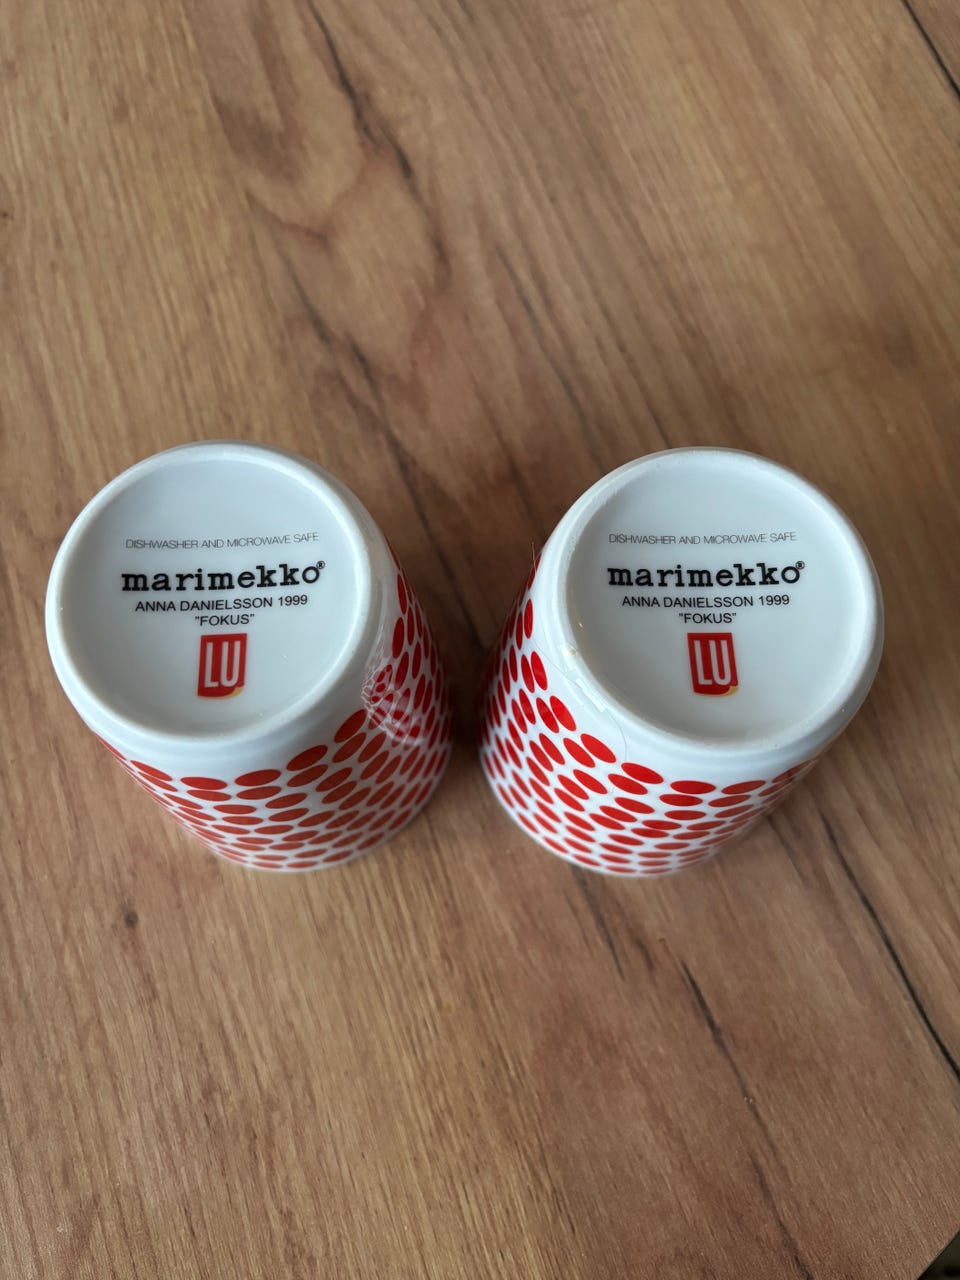 DISHWASHER AND MICROWAVE SAFE
marimekko®
ANNA DANIELSSON 1999
"FOKUS"
LU
DISHWASHER AND MICROWAVE SAFE
marimekko®
ANNA DANIELSSON 1999
"FOKUS"
LU